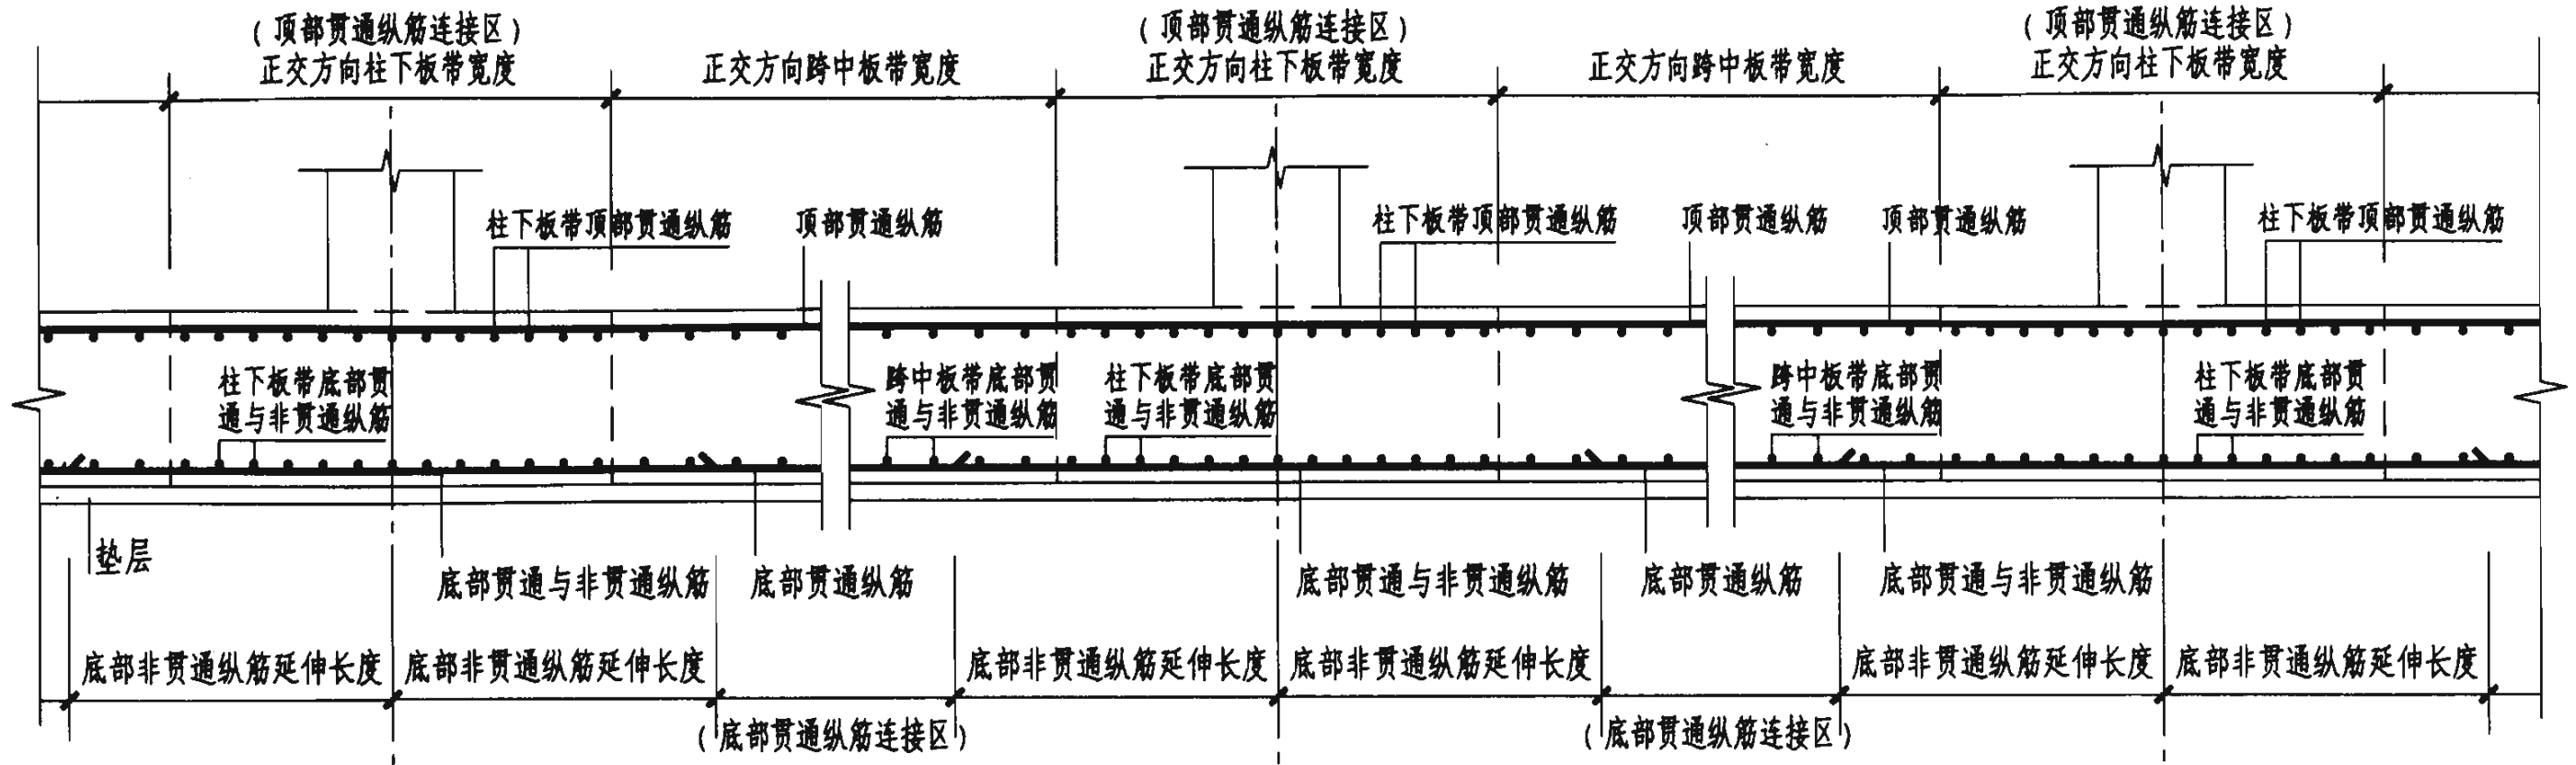 （顶部贯通纵筋连接区）
正交方向柱下板带宽度
正交方向跨中板带宽度
（顶部贯通纵筋连接区）
正交方向柱下板带宽度
正交方向跨中板带宽度
（顶部贯通纵筋连接区）
正交方向柱下板带宽度
柱下板带顶部贯通纵筋
顶部贯通纵筋
柱下板带顶部贯通纵筋
顶部贯通纵筋
顶部贯通纵筋
柱下板带顶部贯通纵筋
柱下板带底部贯
通与非贯通纵筋
跨中板带底部贯
通与非贯通纵筋
柱下板带底部贯
通与非贯通纵筋
跨中板带底部贯
通与非贯通纵筋
柱下板带底部贯
通与非贯通纵筋
垫层
底部贯通与非贯通纵筋
底部贯通纵筋
底部贯通与非贯通纵筋
底部贯通纵筋
底部贯通与非贯通纵筋
底部非贯通纵筋延伸长度
底部非贯通纵筋延伸长度
底部非贯通纵筋延伸长度
底部非贯通纵筋延伸长度
底部非贯通纵筋延伸长度
底部非贯通纵筋延伸长度
（底部贯通纵筋连接区）
（底部贯通纵筋连接区）